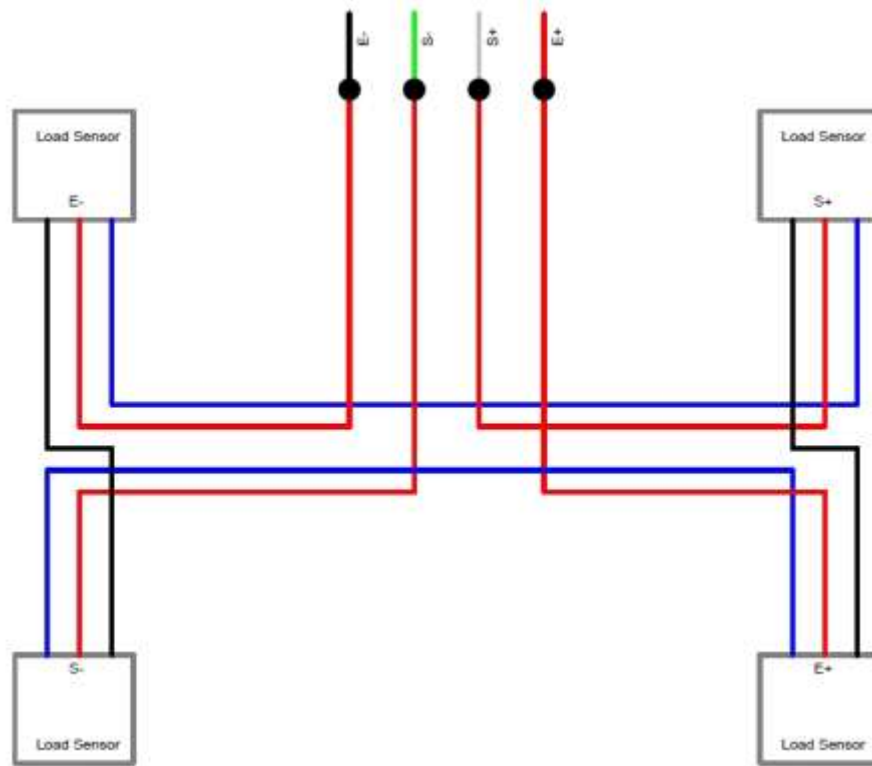 E-
S-
S+
E+
Load Sensor
E-
Load Sensor
S+
S-
Load Sensor
E+
Load Sensor